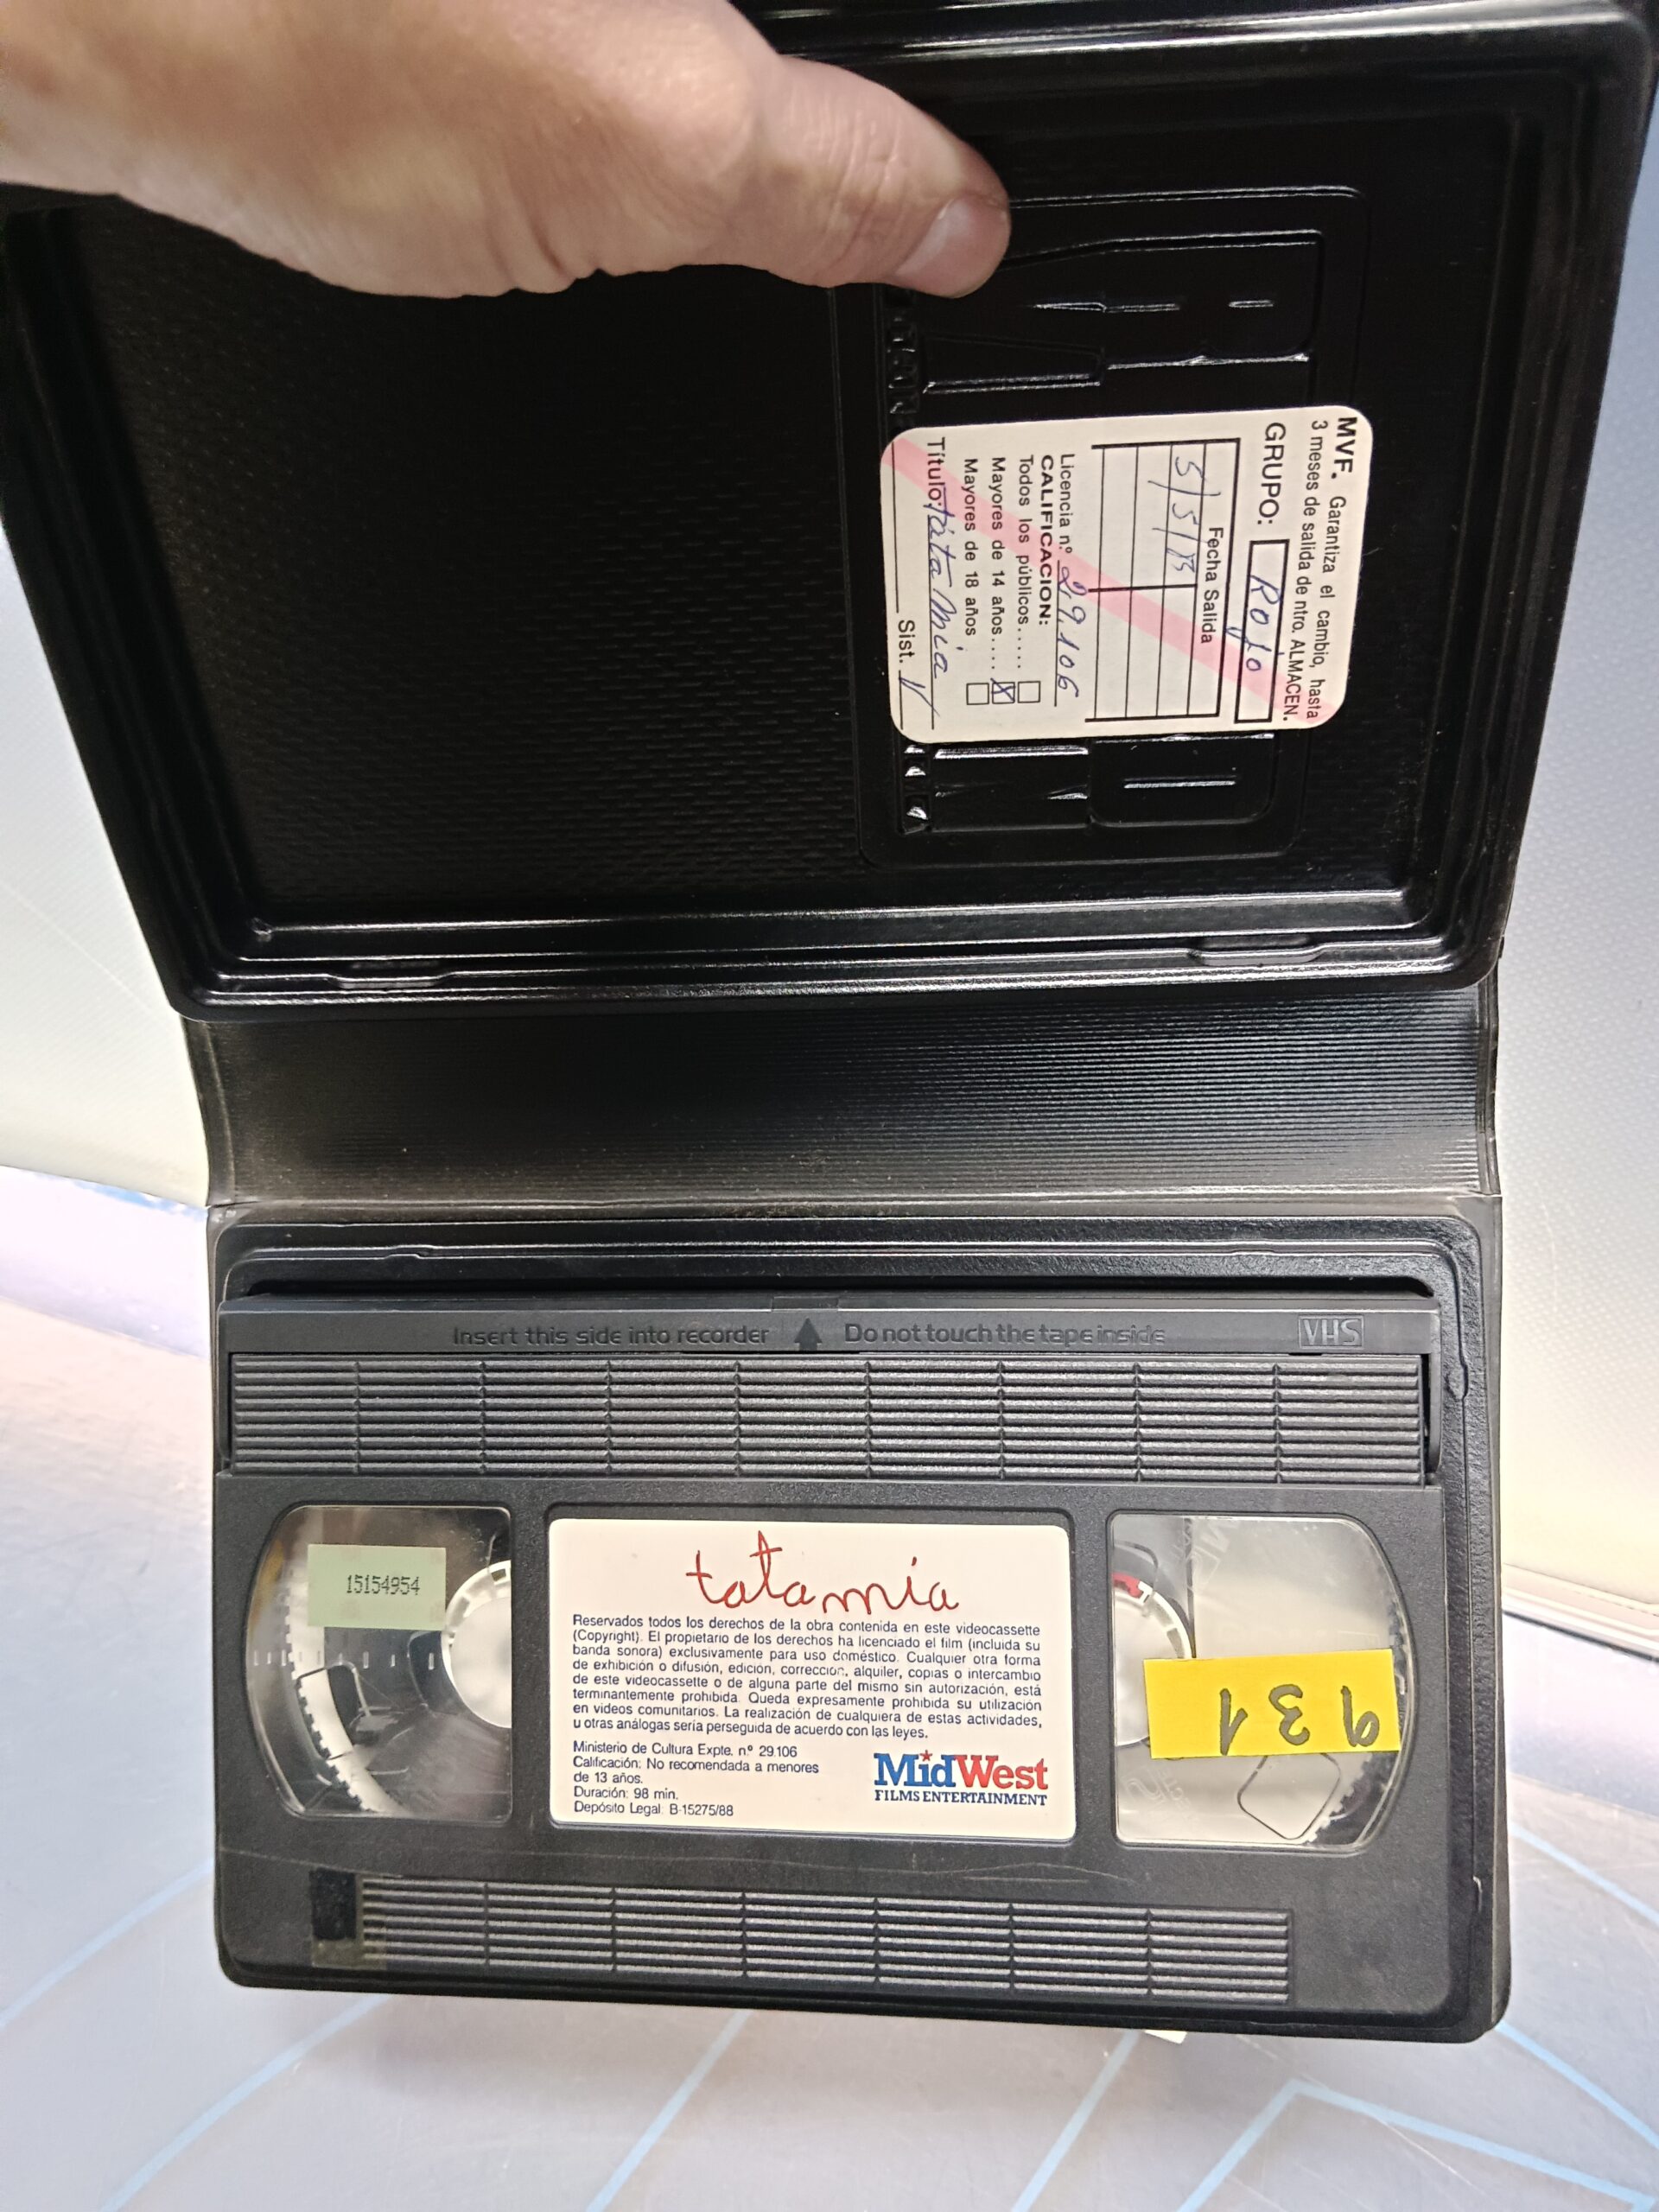 MVF. Garantiza el cambio, hasta
3 meses de salida de ntro. ALMACEN.
GRUPO: Rojo
Fecha Salida
5/5/
Licencia n.º 29.106
CALIFICACION:
Todos los públicos.....
Mayores de 14 años.... X
Mayores de 18 años
Título: tata mia
Sist. V
Insert this side into recorder Do not touch the tape inside VHS
15154954
tatamía
Reservados todos los derechos de la obra contenida en este videocassette
(Copyright). El propietario de los derechos ha licenciado el film (incluida su
banda sonora) exclusivamente para uso doméstico. Cualquier otra forma
de exhibición o difusión, edición, corrección, alquiler, copias o intercambio
de este videocassette o de alguna parte del mismo sin autorización, está
terminantemente prohibida. Queda expresamente prohibida su utilización
en videos comunitarios. La realización de cualquiera de estas actividades,
u otras análogas sería perseguida de acuerdo con las leyes.
Ministerio de Cultura Expte. n.º 29.106
Calificación: No recomendada a menores
de 13 años.
Duración: 98 min.
Depósito Legal: B-15275/88
MidWest
FILMS ENTERTAINMENT
931